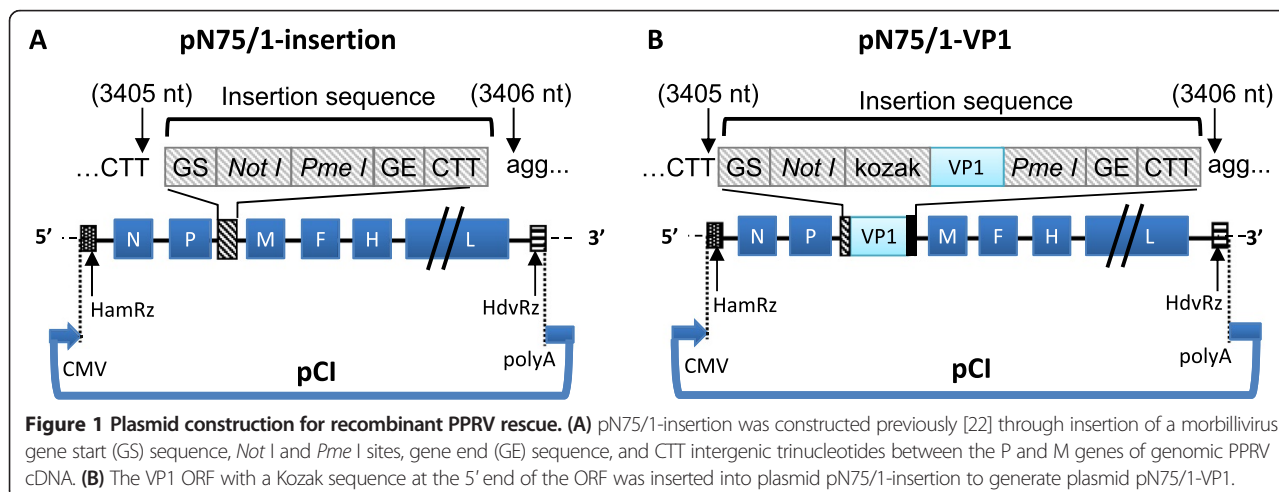 A pN75/1-insertion
(3405 nt) Insertion sequence (3406 nt)
...CTT GS Not I Pme I GE CTT agg...
5’ N P M F H L 3’
HamRz HdvRz
CMV pCI polyA
B pN75/1-VP1
(3405 nt) Insertion sequence (3406 nt)
...CTT GS Not I kozak VP1 Pme I GE CTT agg...
5’ N P VP1 M F H L 3’
HamRz HdvRz
CMV pCI polyA
Figure 1 Plasmid construction for recombinant PPRV rescue. (A) pN75/1-insertion was constructed previously [22] through insertion of a morbillivirus
gene start (GS) sequence, Not I and Pme I sites, gene end (GE) sequence, and CTT intergenic trinucleotides between the P and M genes of genomic PPRV
cDNA. (B) The VP1 ORF with a Kozak sequence at the 5’ end of the ORF was inserted into plasmid pN75/1-insertion to generate plasmid pN75/1-VP1.